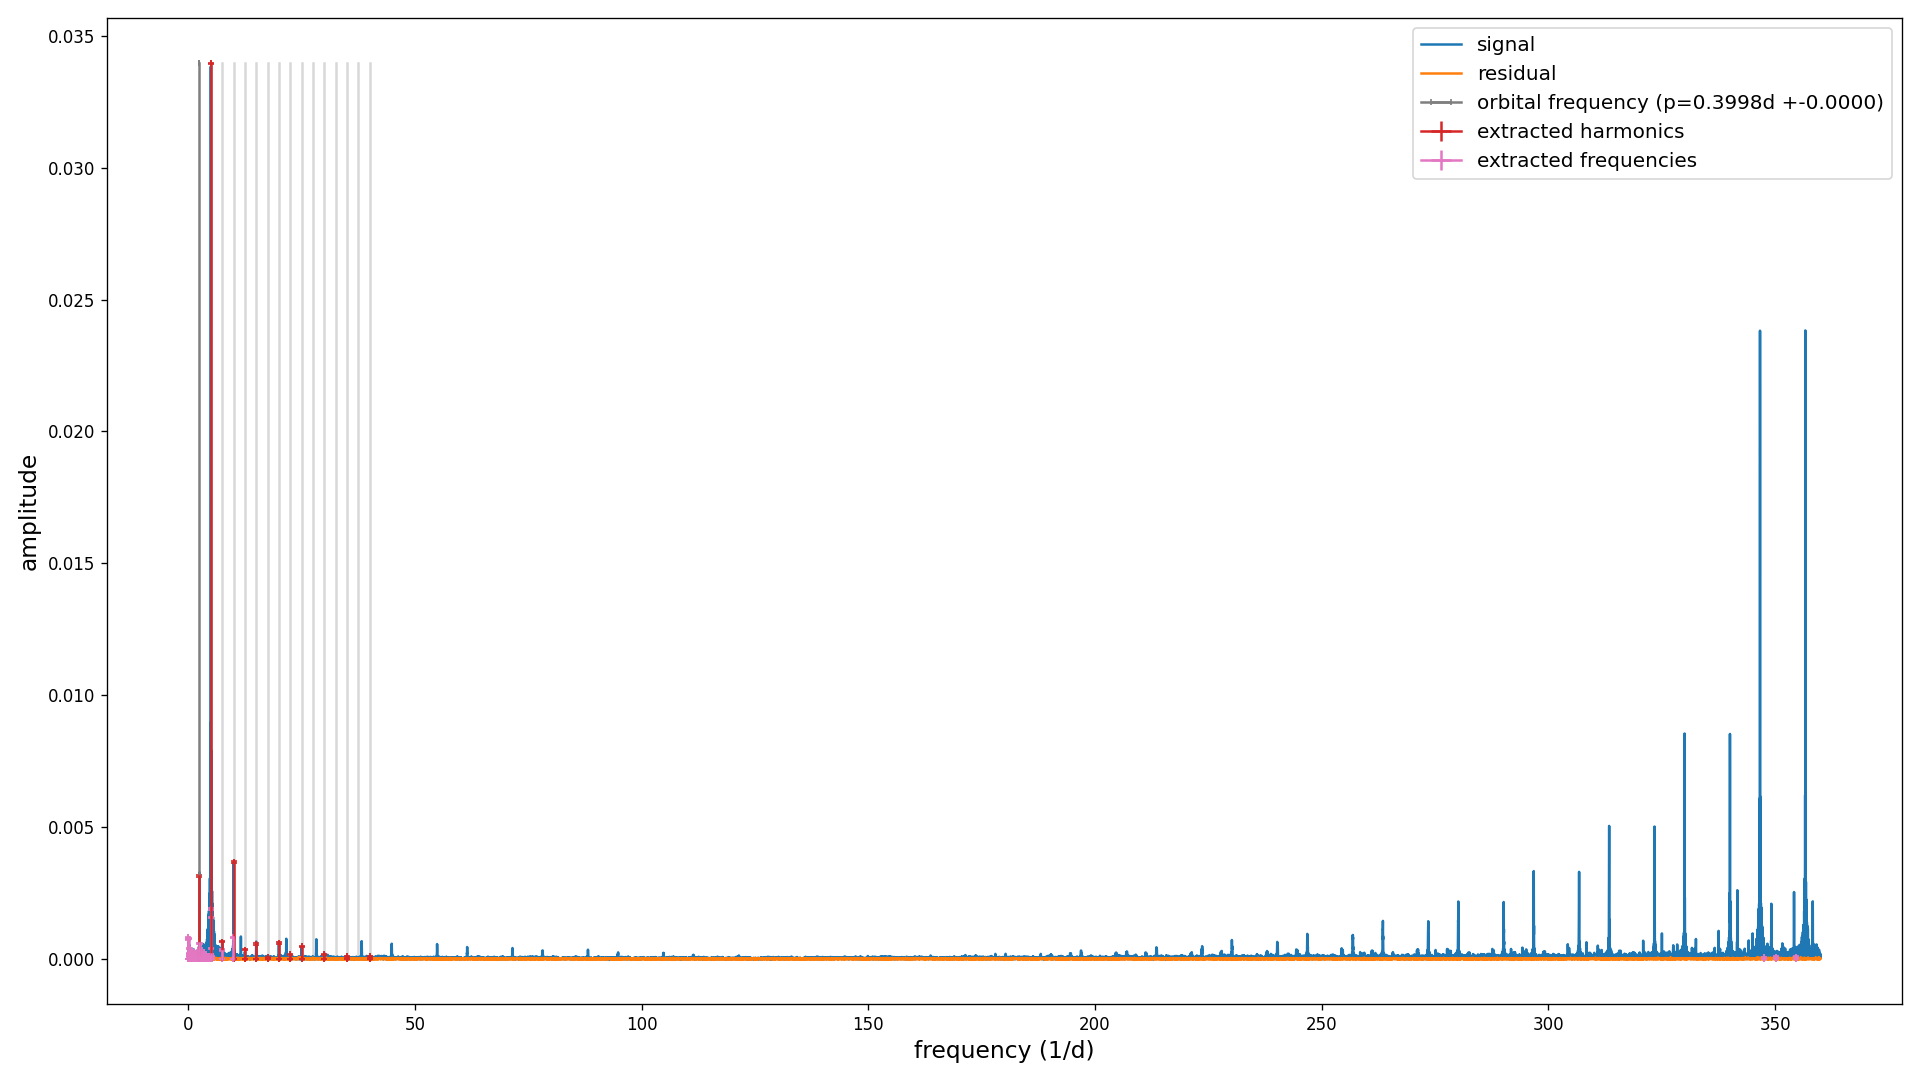 0.035
0.030
0.025
0.020
0.015
0.010
0.005
0.000
amplitude
0
50
100
150
200
250
300
350
frequency (1/d)
signal
residual
orbital frequency (p=0.3998d +-0.0000)
extracted harmonics
extracted frequencies